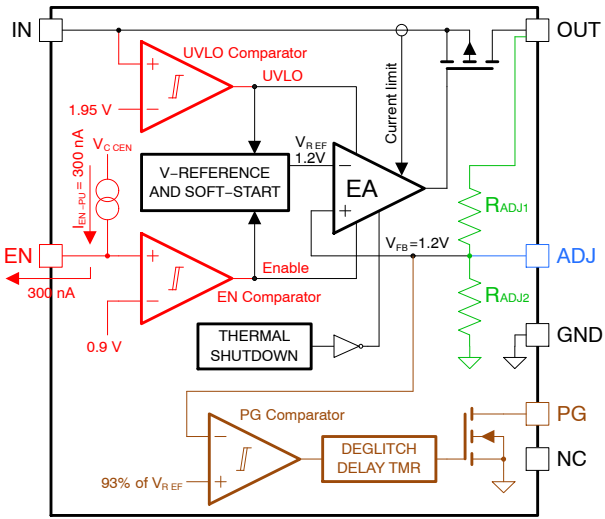 IN
OUT
UVLO Comparator
UVLO
+
−
1.95 V
Current limit
VC CEN
IEN−PU = 300 nA
VREF
1.2V
V−REFERENCE
AND SOFT−START
−
EA
+
RADJ1
EN
300 nA
+
−
Enable
EN Comparator
0.9 V
VFB=1.2V
ADJ
RADJ2
THERMAL
SHUTDOWN
GND
PG Comparator
−
+
93% of VREF
DEGLITCH
DELAY TMR
PG
NC